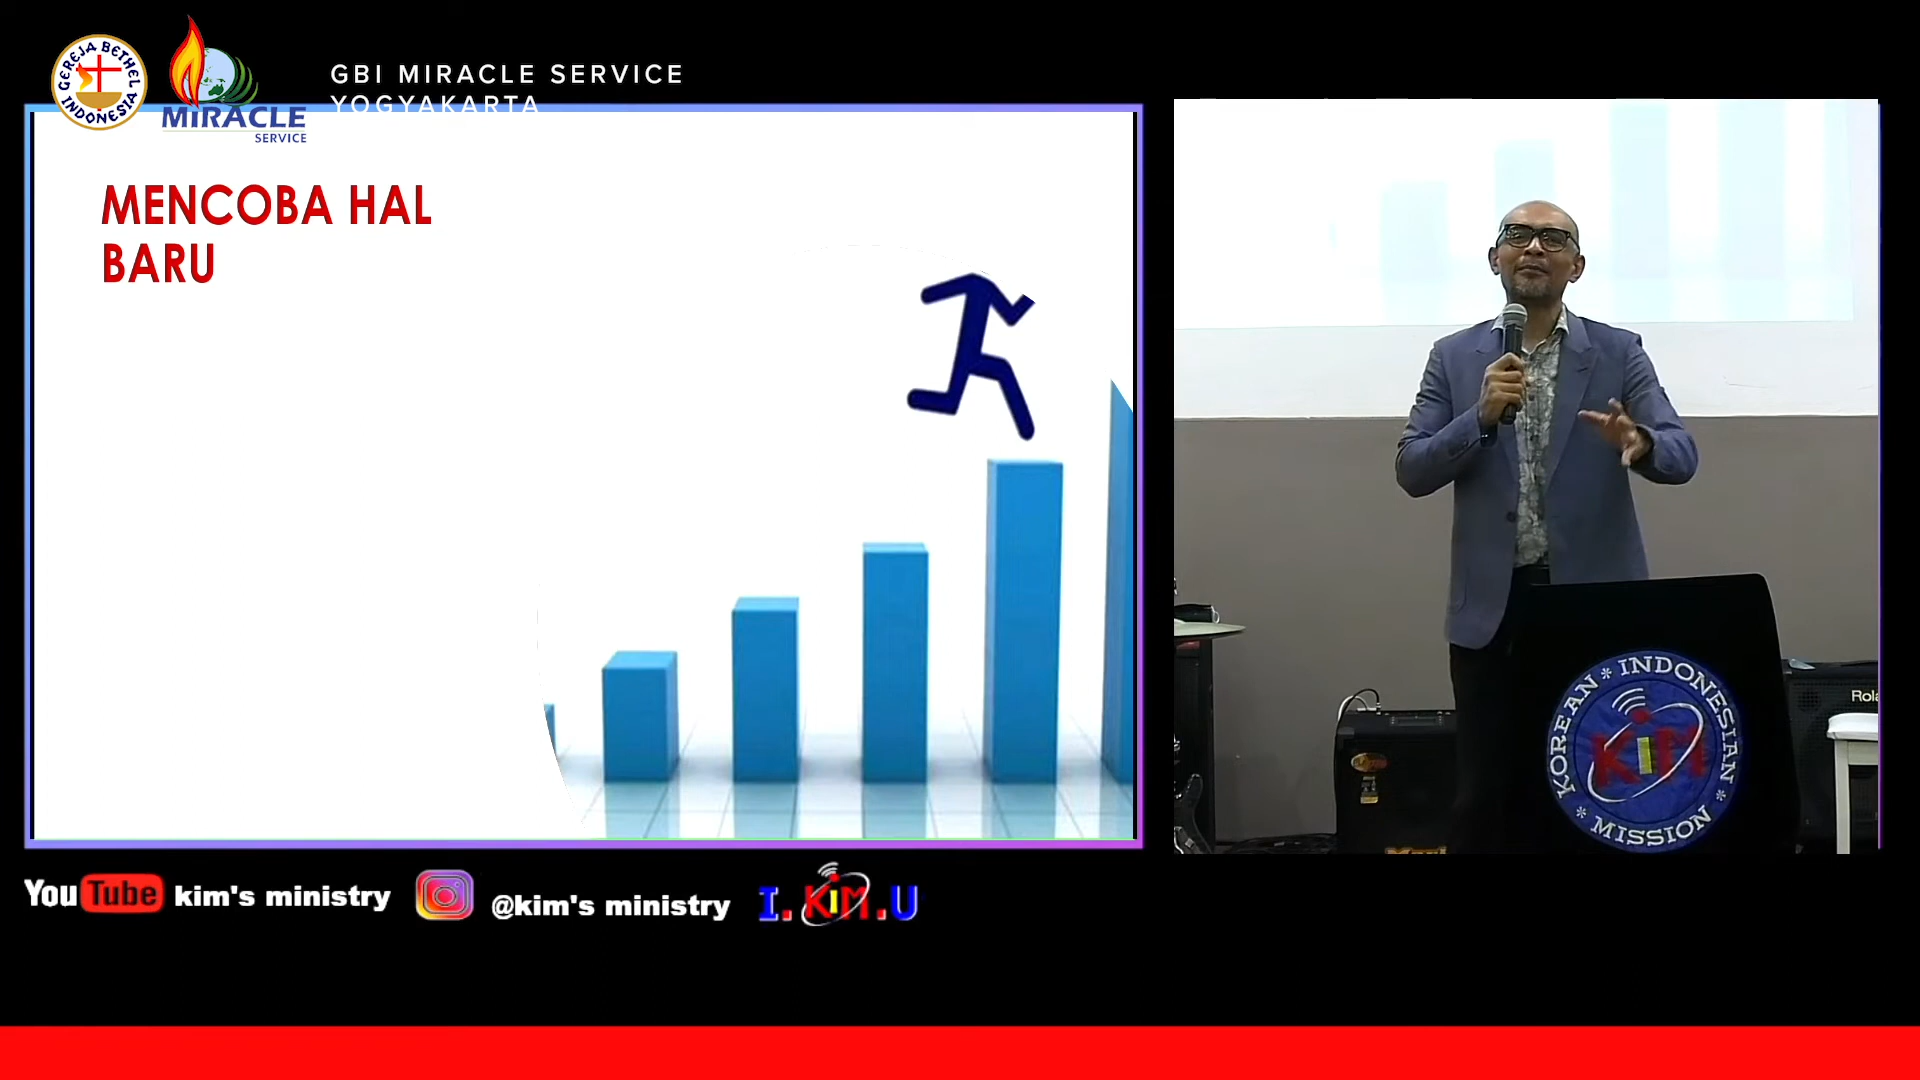 GEREJA BETHEL INDONESIA
MIRACLE
SERVICE
GBI MIRACLE SERVICE
YOGYAKARTA
MENCOBA HAL
BARU
KOREAN * INDONESIAN * MISSION *
KiM
YouTube kim's ministry
@kim's ministry
I.KiM.U